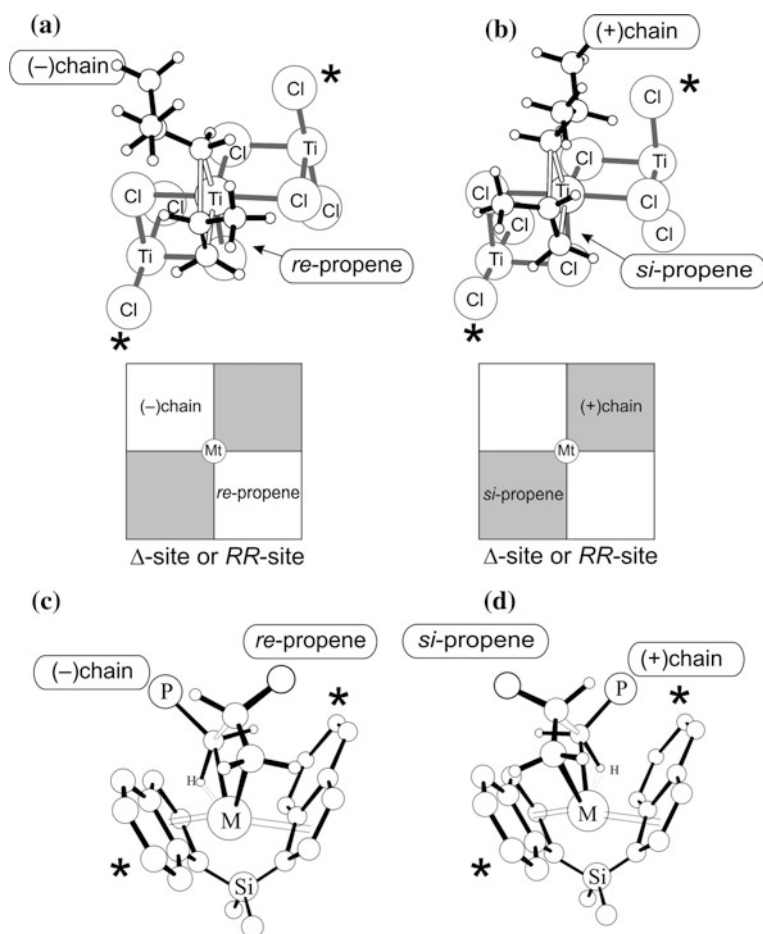 (a)
(–)chain
*
Cl
Cl
Ti
Cl
Ti
Cl
Cl
Cl
Ti
re-propene
Cl
*
(b)
(+)chain
*
Cl
Cl
Ti
Cl
Ti
Cl
Cl
Cl
Ti
Cl
si-propene
Cl
*
(–)chain
Mt
re-propene
Δ-site or RR-site
(+)chain
Mt
si-propene
Δ-site or RR-site
(c)
re-propene
(–)chain
P
*
H
M
*
Si
(d)
si-propene
(+)chain
P
*
H
M
*
Si